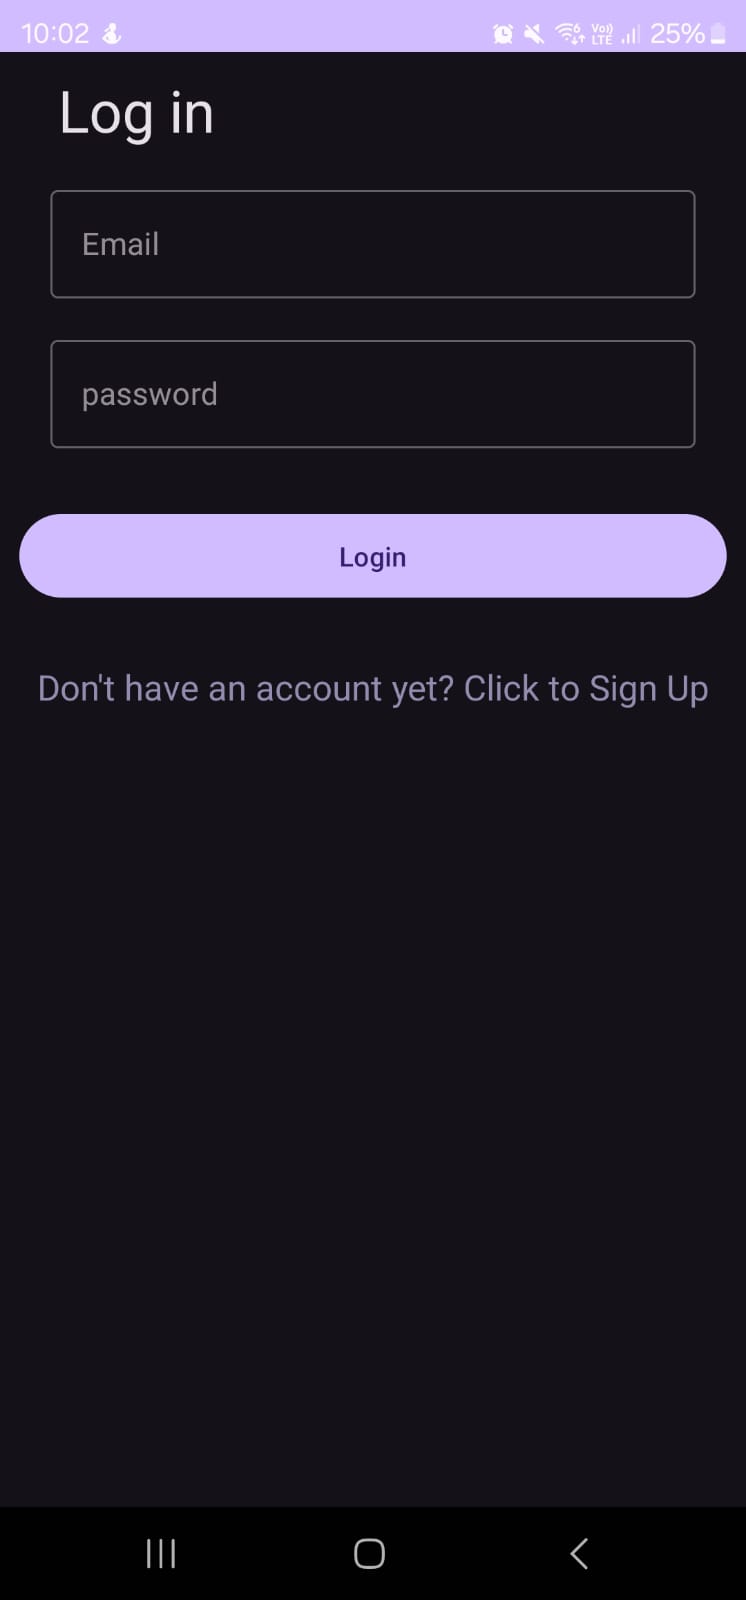 10:02 6 Vo)) LTE 25%
Log in
Email
password
Login
Don't have an account yet? Click to Sign Up